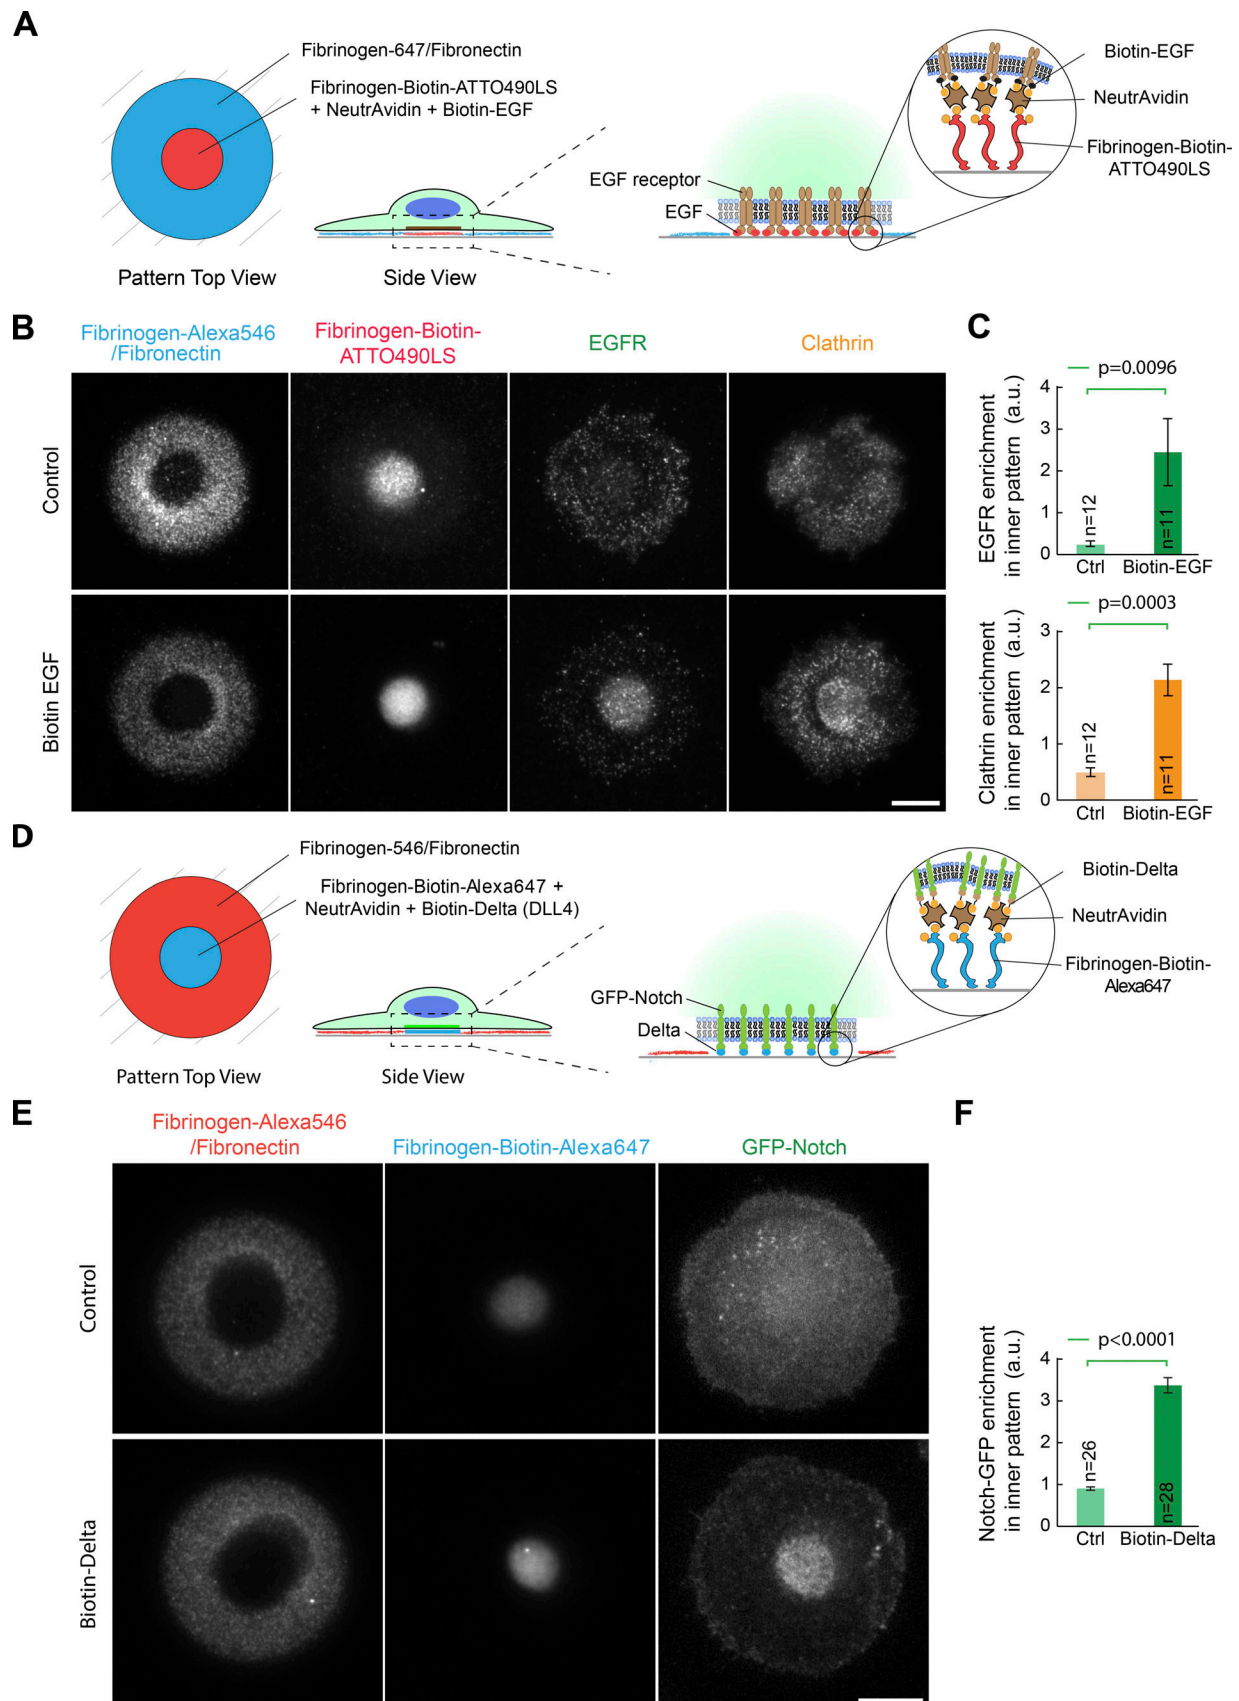 A
Fibrinogen-647/Fibronectin
Fibrinogen-Biotin-ATTO490LS
+ NeutrAvidin + Biotin-EGF
Pattern Top View
Side View
EGF receptor
EGF
Biotin-EGF
NeutrAvidin
Fibrinogen-Biotin-
ATTO490LS
B
Fibrinogen-Alexa546
/Fibronectin
Fibrinogen-Biotin-
ATTO490LS
EGFR
Clathrin
Control
Biotin EGF
C
p=0.0096
EGFR enrichment
in inner pattern (a.u.)
4
3
2
1
0
n=12
n=11
Ctrl
Biotin-EGF
p=0.0003
Clathrin enrichment
in inner pattern (a.u.)
3
2
1
0
n=12
n=11
Ctrl
Biotin-EGF
D
Fibrinogen-546/Fibronectin
Fibrinogen-Biotin-Alexa647 +
NeutrAvidin + Biotin-Delta (DLL4)
Pattern Top View
Side View
GFP-Notch
Delta
Biotin-Delta
NeutrAvidin
Fibrinogen-Biotin-
Alexa647
E
Fibrinogen-Alexa546
/Fibronectin
Fibrinogen-Biotin-Alexa647
GFP-Notch
Control
Biotin-Delta
F
p<0.0001
Notch-GFP enrichment
in inner pattern (a.u.)
4
3
2
1
0
n=26
n=28
Ctrl
Biotin-Delta